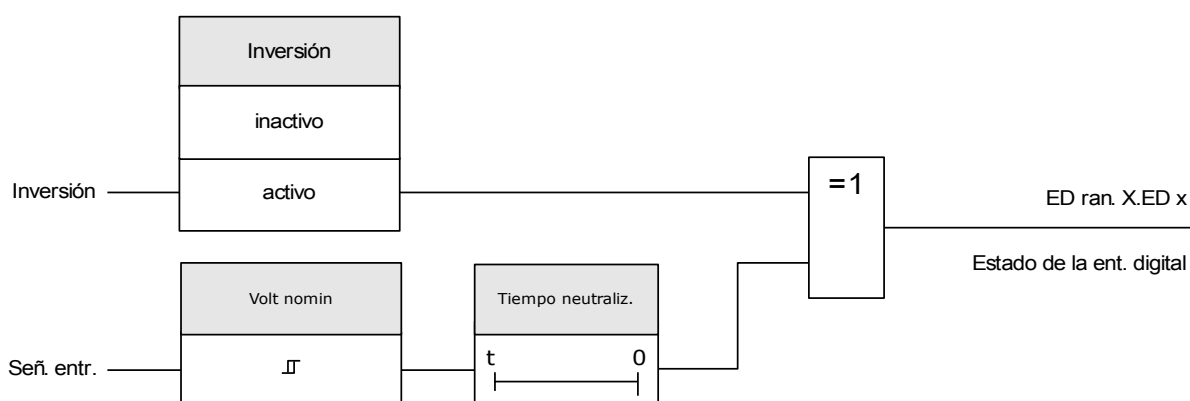 Inversión
inactivo
Inversión
activo
=1
ED ran. X.ED x
Estado de la ent. digital
Volt nomin
Tiempo neutraliz.
Señ. entr.
t
0